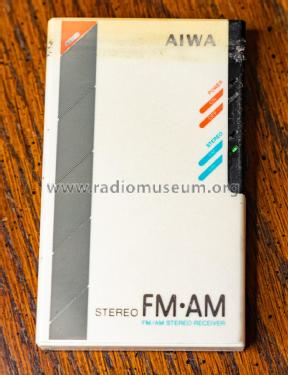 AIWA
POWER
STEREO
www.radiomuseum.org
STEREO FM·AM
FM/AM STEREO RECEIVER